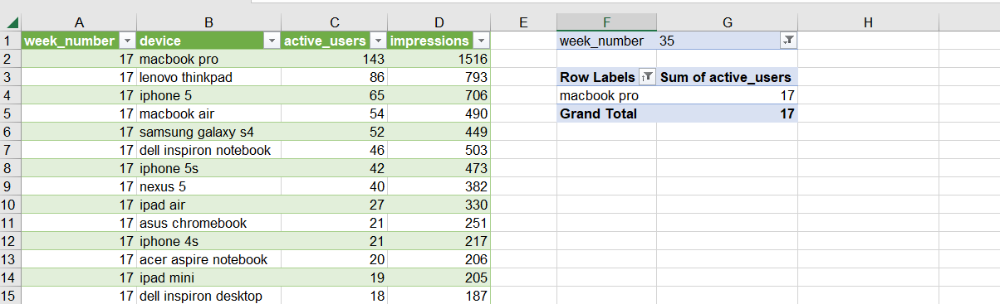 A B C D E F G H
1 week_number device active_users impressions week_number 35
2 17 macbook pro 143 1516
3 17 lenovo thinkpad 86 793 Row Labels Sum of active_users
4 17 iphone 5 65 706 macbook pro 17
5 17 macbook air 54 490 Grand Total 17
6 17 samsung galaxy s4 52 449
7 17 dell inspiron notebook 46 503
8 17 iphone 5s 42 473
9 17 nexus 5 40 382
10 17 ipad air 27 330
11 17 asus chromebook 21 251
12 17 iphone 4s 21 217
13 17 acer aspire notebook 20 206
14 17 ipad mini 19 205
15 17 dell inspiron desktop 18 187